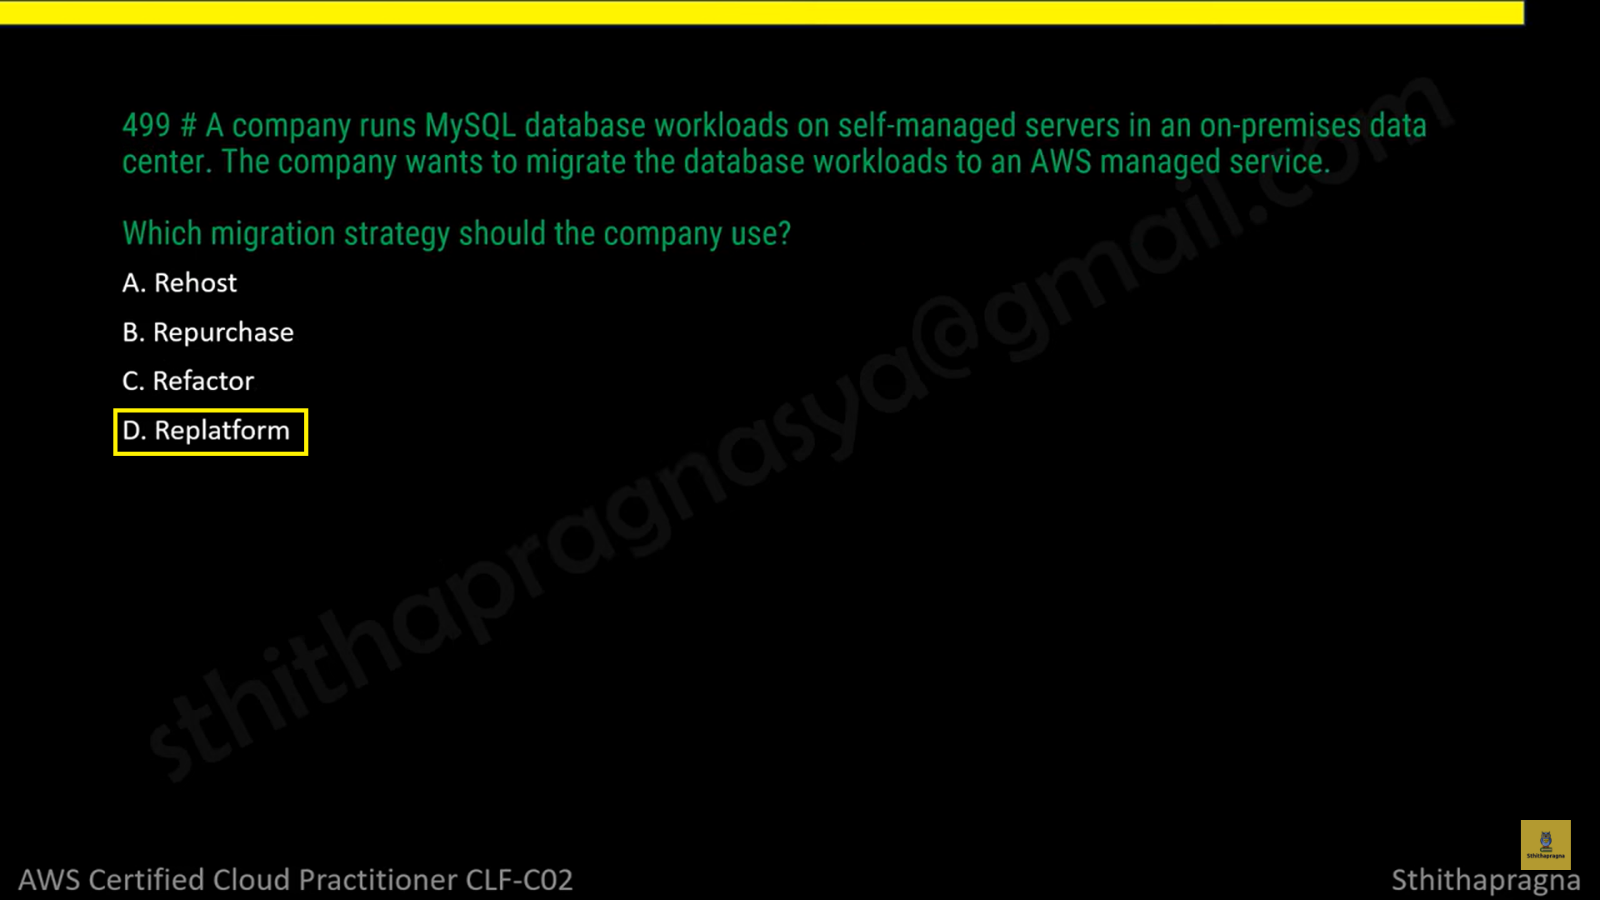 499 # A company runs MySQL database workloads on self-managed servers in an on-premises data
center. The company wants to migrate the database workloads to an AWS managed service.
Which migration strategy should the company use?
A. Rehost
B. Repurchase
C. Refactor
D. Replatform
sthithapragnasya@gmail.com
Sthithapragna
AWS Certified Cloud Practitioner CLF-C02
Sthithapragna